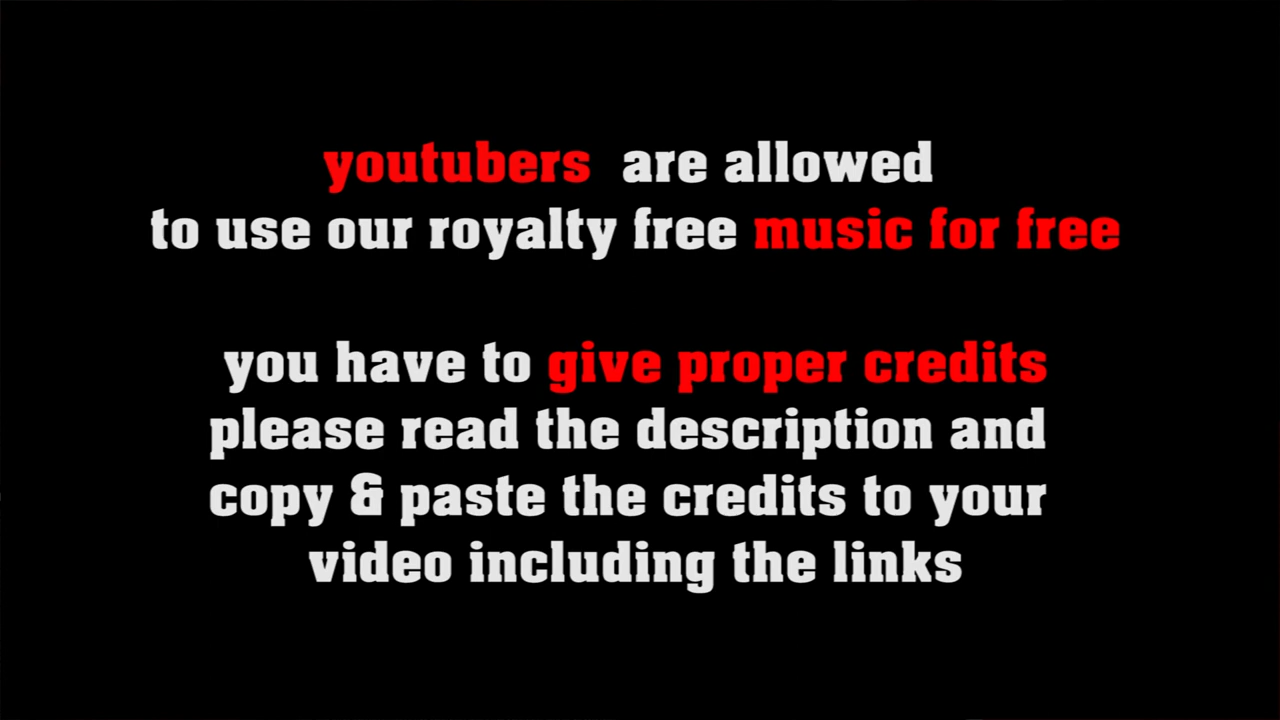 youtubers are allowed
to use our royalty free music for free
you have to give proper credits
please read the description and
copy & paste the credits to your
video including the links